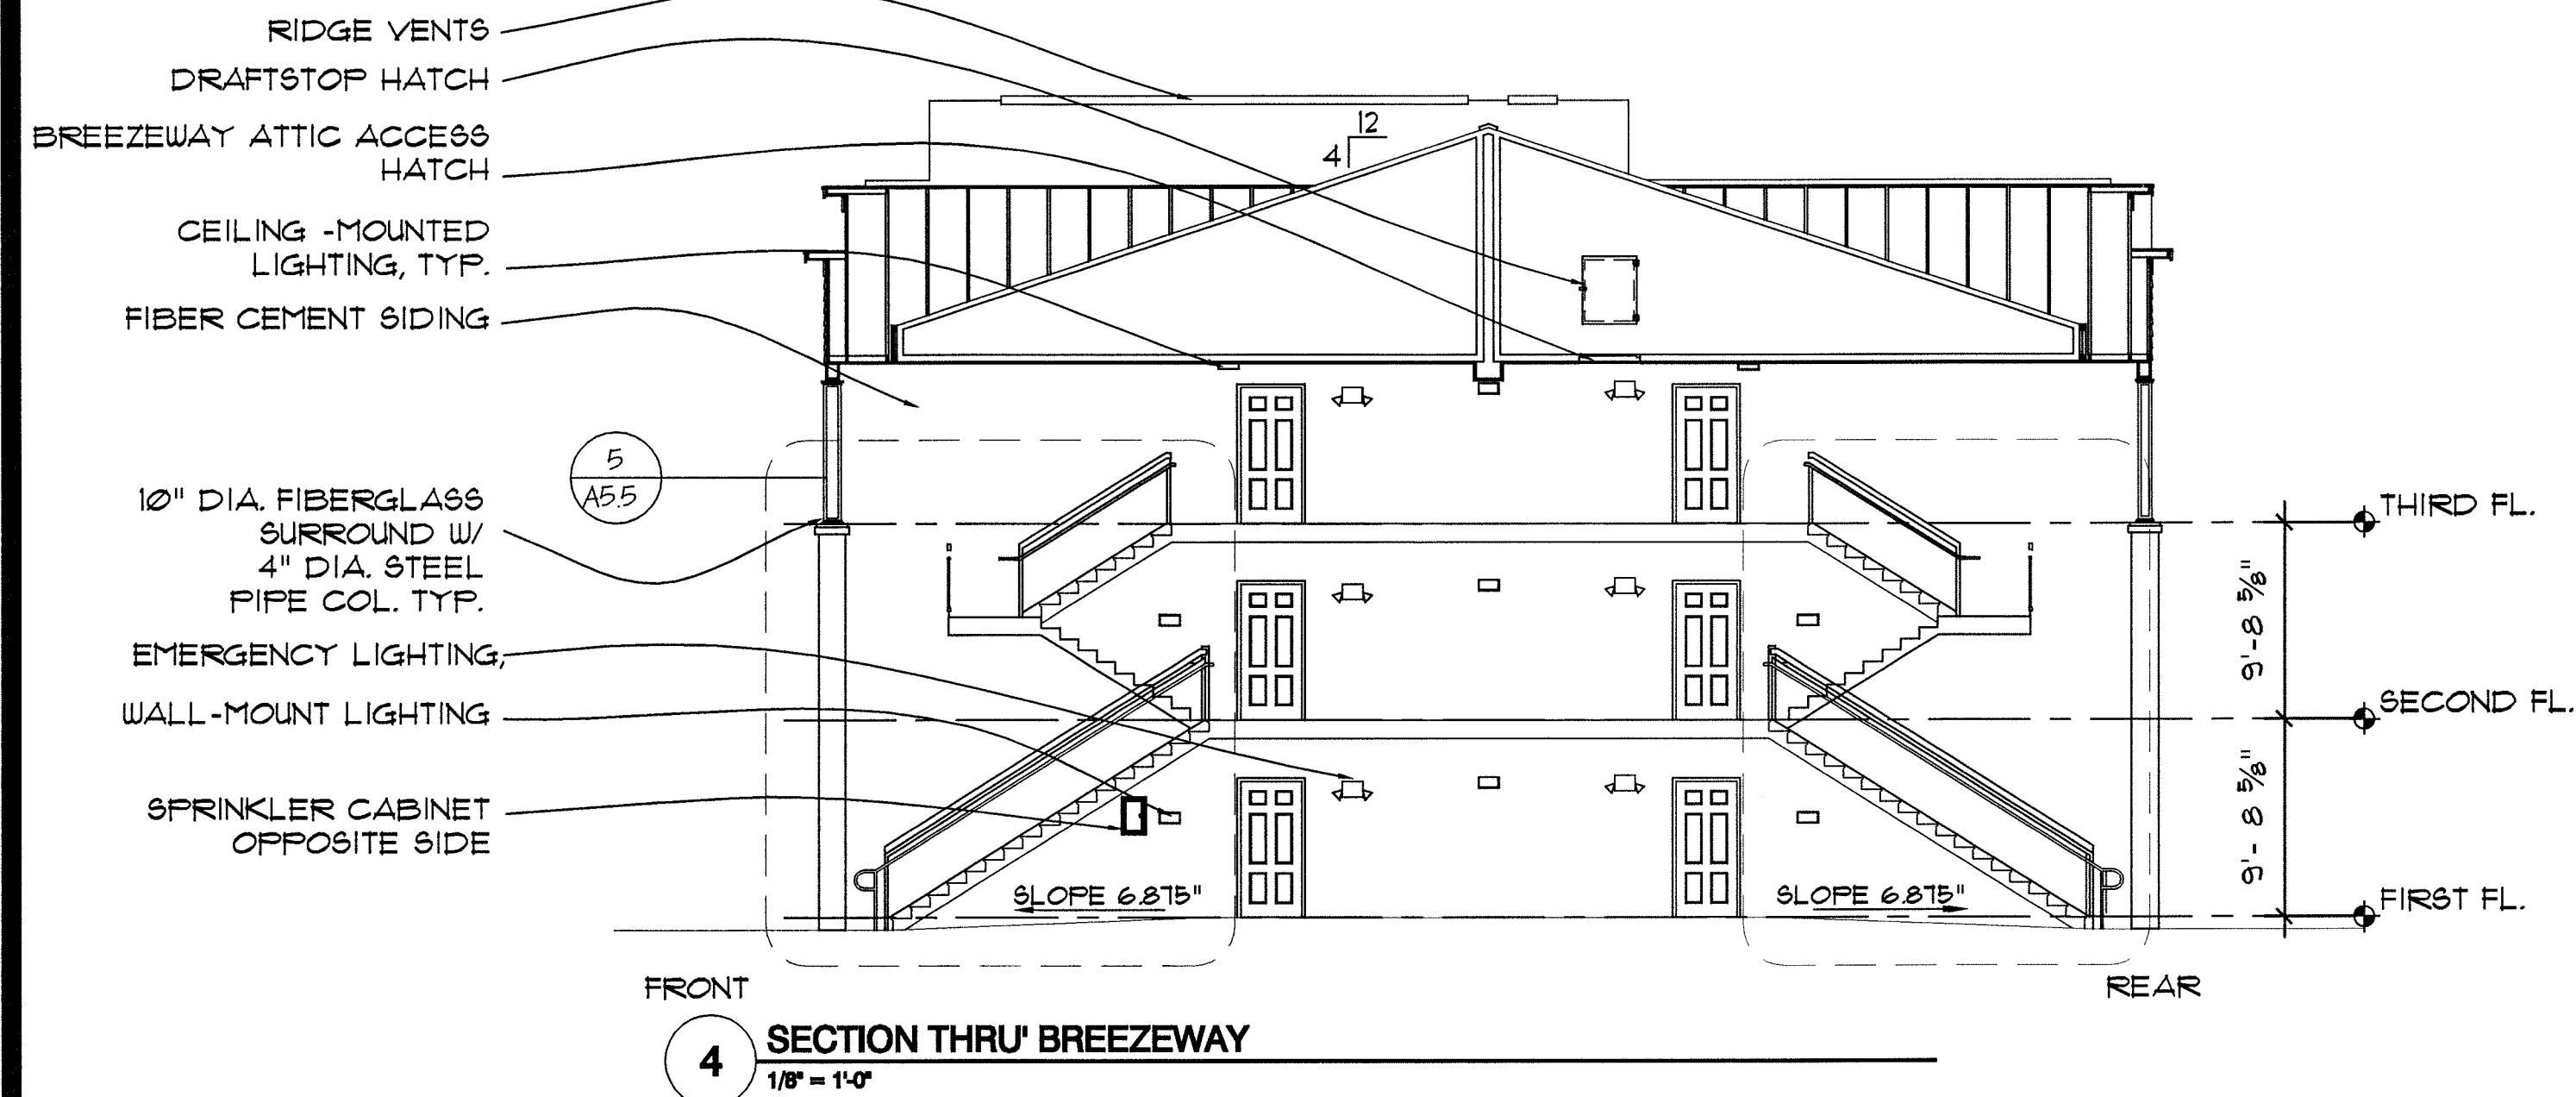 RIDGE VENTS
DRAFTSTOP HATCH
BREEZEWAY ATTIC ACCESS
HATCH
CEILING -MOUNTED
LIGHTING, TYP.
FIBER CEMENT SIDING
12
4
5
A5.5
10" DIA. FIBERGLASS
SURROUND W/
4" DIA. STEEL
PIPE COL. TYP.
EMERGENCY LIGHTING,
WALL-MOUNT LIGHTING
SPRINKLER CABINET
OPPOSITE SIDE
SLOPE 6.875"
SLOPE 6.875"
THIRD FL.
9'-8 5/8"
SECOND FL.
9'- 8 5/8"
FIRST FL.
FRONT
REAR
4
SECTION THRU' BREEZEWAY
1/8" = 1'-0"